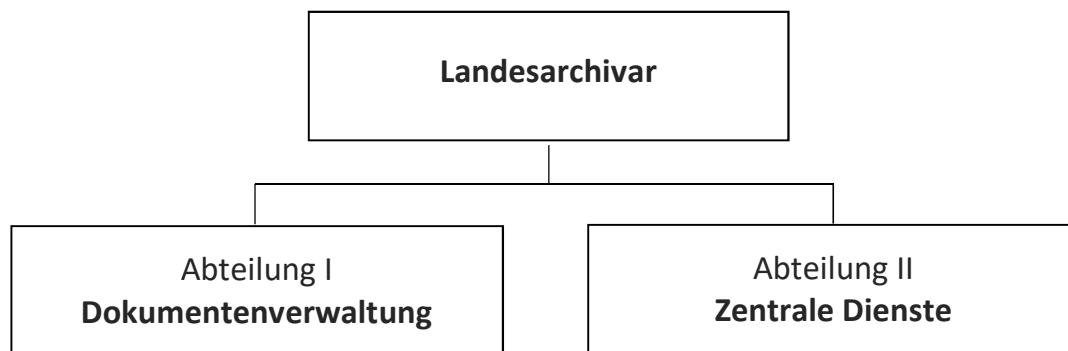 Landesarchivar
Abteilung I
Dokumentenverwaltung
Abteilung II
Zentrale Dienste